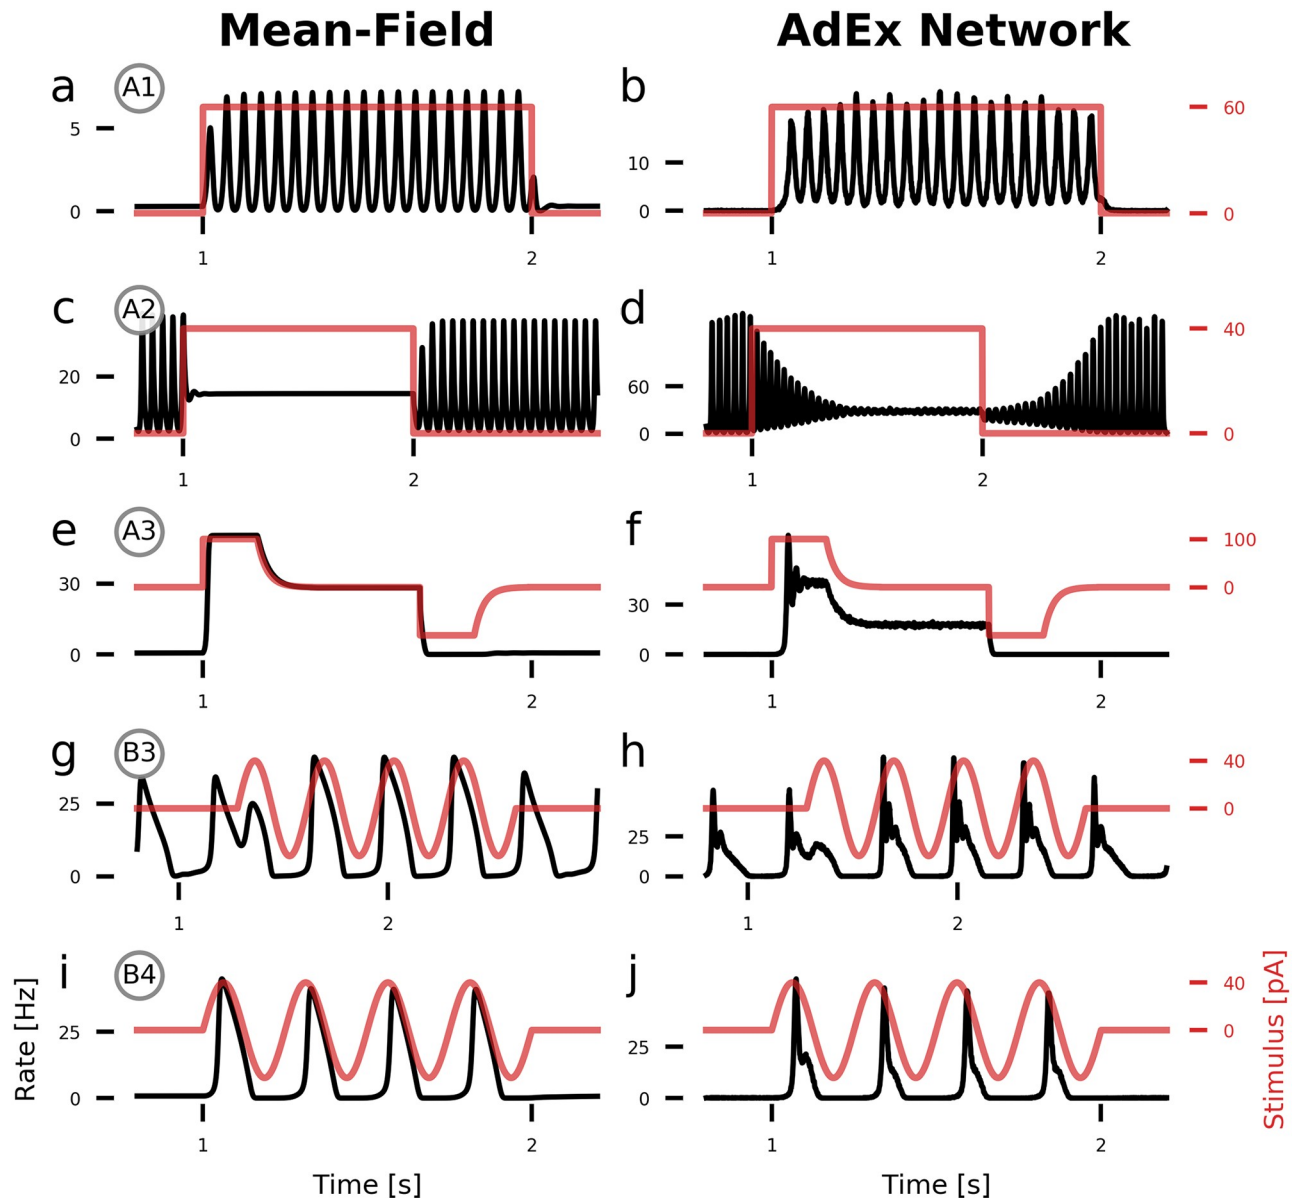 Mean-Field AdEx Network
a A1 b
5
0
10
0
60
0
1 2 1 2
c A2 d
20
0
60
0
40
0
1 2 1 2
e A3 f
30
0
30
0
100
0
1 2 1 2
g B3 h
25
0
25
0
40
0
1 2 1 2
i B4 j
25
0
25
0
40
0
1 2 1 2
Rate [Hz]
Stimulus [pA]
Time [s] Time [s]